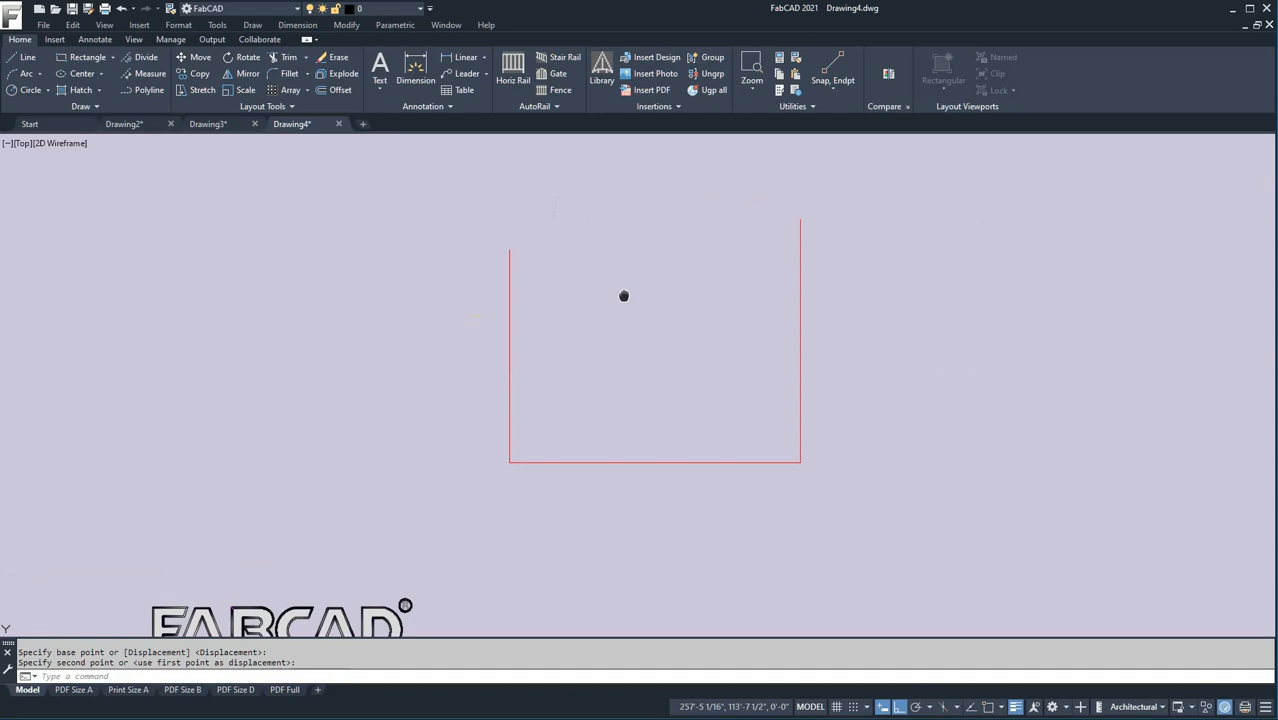 FabCAD
0
FabCAD 2021 Drawing4.dwg
File Edit View Insert Format Tools Draw Dimension Modify Parametric Window Help
Home Insert Annotate View Manage Output Collaborate
Line Rectangle Divide Move Rotate Trim Erase Linear Stair Rail Insert Design Group Named
Arc Center Measure Copy Mirror Fillet Explode Text Dimension Leader Horiz Rail Gate Library Insert Photo Ungrp Zoom Snap, Endpt Rectangular Clip
Circle Hatch Polyline Stretch Scale Array Offset Table Fence Insert PDF Ugp all Lock
Draw Layout Tools Annotation AutoRail Insertions Utilities Compare Layout Viewports
Start Drawing2* Drawing3* Drawing4*
[−][Top][2D Wireframe]
FABCAD
Y
Specify base point or [Displacement] <Displacement>:
Specify second point or <use first point as displacement>:
Type a command
Model PDF Size A Print Size A PDF Size B PDF Size D PDF Full
257'-5 1/16", 113'-7 1/2", 0'-0" MODEL Architectural